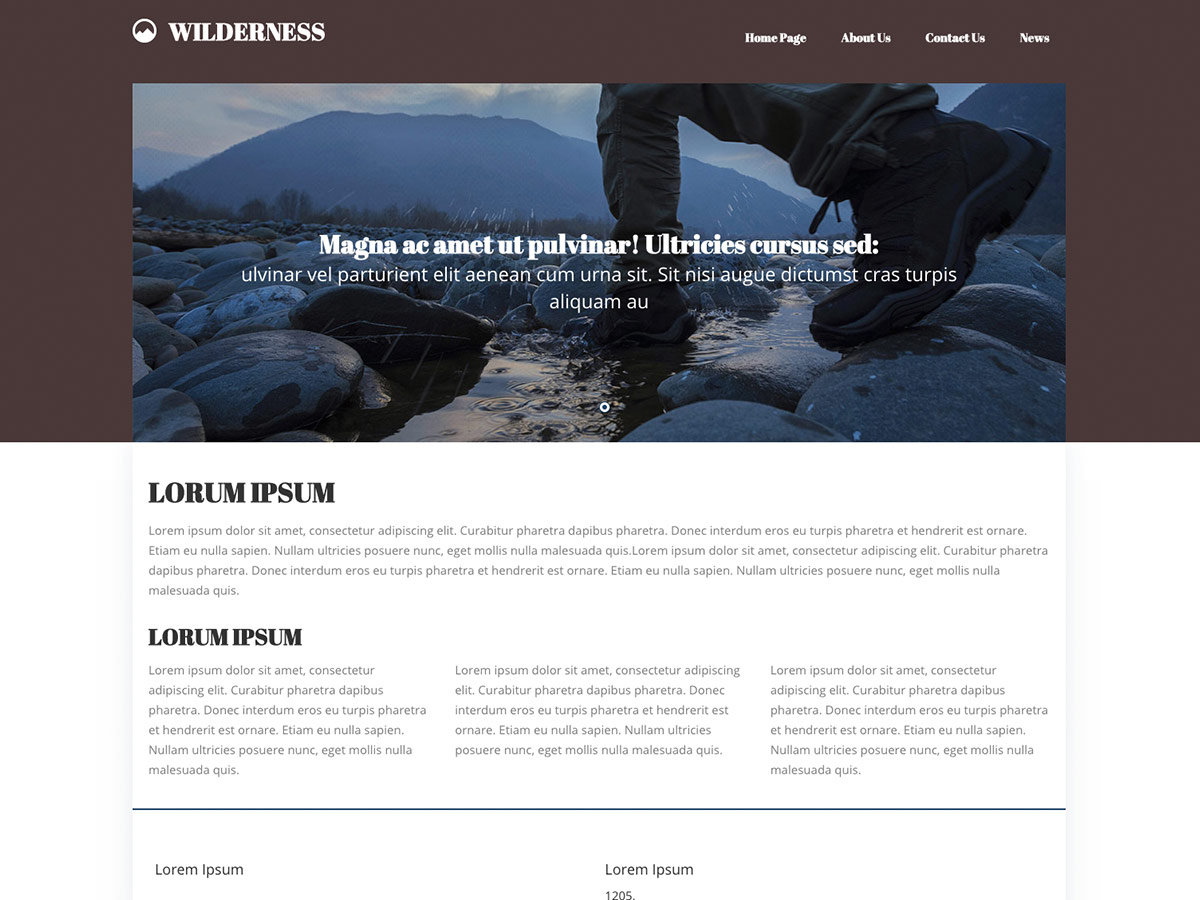 WILDERNESS
Home Page About Us Contact Us News
Magna ac amet ut pulvinar! Ultricies cursus sed:
ulvinar vel parturient elit aenean cum urna sit. Sit nisi augue dictumst cras turpis
aliquam au
LORUM IPSUM
Lorem ipsum dolor sit amet, consectetur adipiscing elit. Curabitur pharetra dapibus pharetra. Donec interdum eros eu turpis pharetra et hendrerit est ornare.
Etiam eu nulla sapien. Nullam ultricies posuere nunc, eget mollis nulla malesuada quis.Lorem ipsum dolor sit amet, consectetur adipiscing elit. Curabitur pharetra
dapibus pharetra. Donec interdum eros eu turpis pharetra et hendrerit est ornare. Etiam eu nulla sapien. Nullam ultricies posuere nunc, eget mollis nulla
malesuada quis.
LORUM IPSUM
Lorem ipsum dolor sit amet, consectetur
adipiscing elit. Curabitur pharetra dapibus
pharetra. Donec interdum eros eu turpis pharetra
et hendrerit est ornare. Etiam eu nulla sapien.
Nullam ultricies posuere nunc, eget mollis nulla
malesuada quis.
Lorem ipsum dolor sit amet, consectetur adipiscing
elit. Curabitur pharetra dapibus pharetra. Donec
interdum eros eu turpis pharetra et hendrerit est
ornare. Etiam eu nulla sapien. Nullam ultricies
posuere nunc, eget mollis nulla malesuada quis.
Lorem ipsum dolor sit amet, consectetur
adipiscing elit. Curabitur pharetra dapibus
pharetra. Donec interdum eros eu turpis pharetra
et hendrerit est ornare. Etiam eu nulla sapien.
Nullam ultricies posuere nunc, eget mollis nulla
malesuada quis.
Lorem Ipsum
Lorem Ipsum
1205.